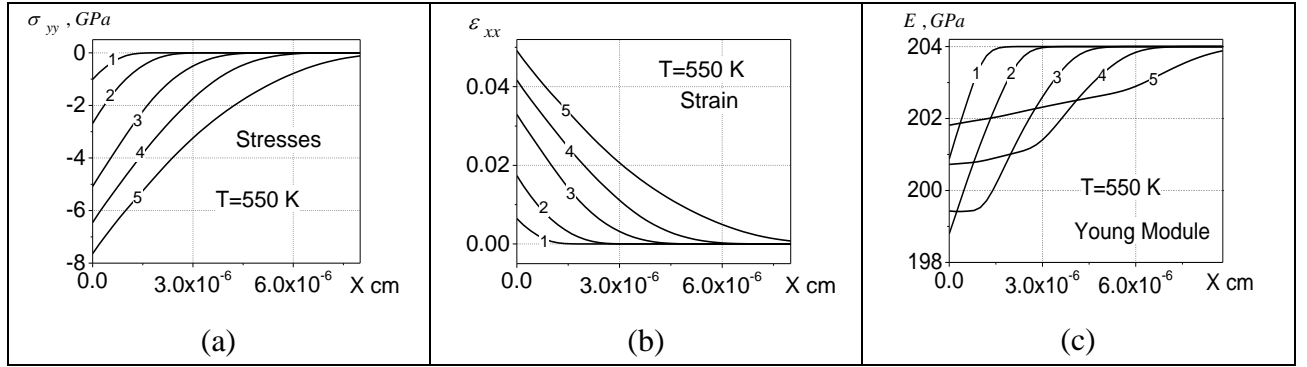 σ yy , GPa
0
-2
-4
-6
-8
1
2
3
4
5
Stresses
T=550 K
0.0
3.0x10⁻⁶
6.0x10⁻⁶
X cm
(a)
ε xx
0.04
0.02
0.00
T=550 K
Strain
5
4
3
2
1
0.0
3.0x10⁻⁶
6.0x10⁻⁶
X cm
(b)
E , GPa
204
202
200
198
1
2
3
4
5
T=550 K
Young Module
0.0
3.0x10⁻⁶
6.0x10⁻⁶
X cm
(c)